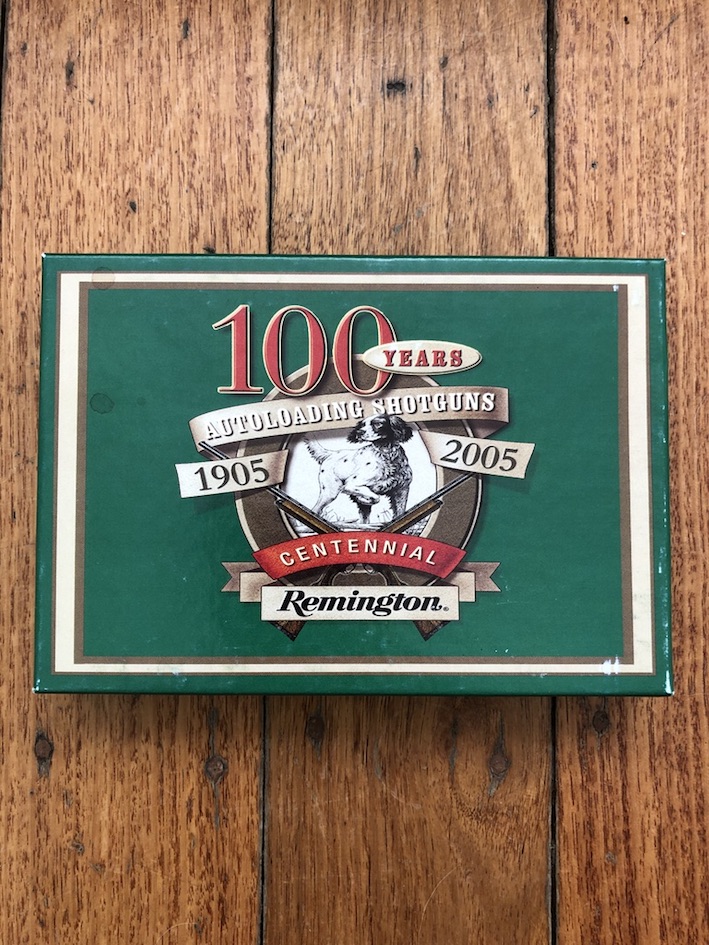 100
YEARS
AUTOLOADING SHOTGUNS
1905
2005
CENTENNIAL
Remington®